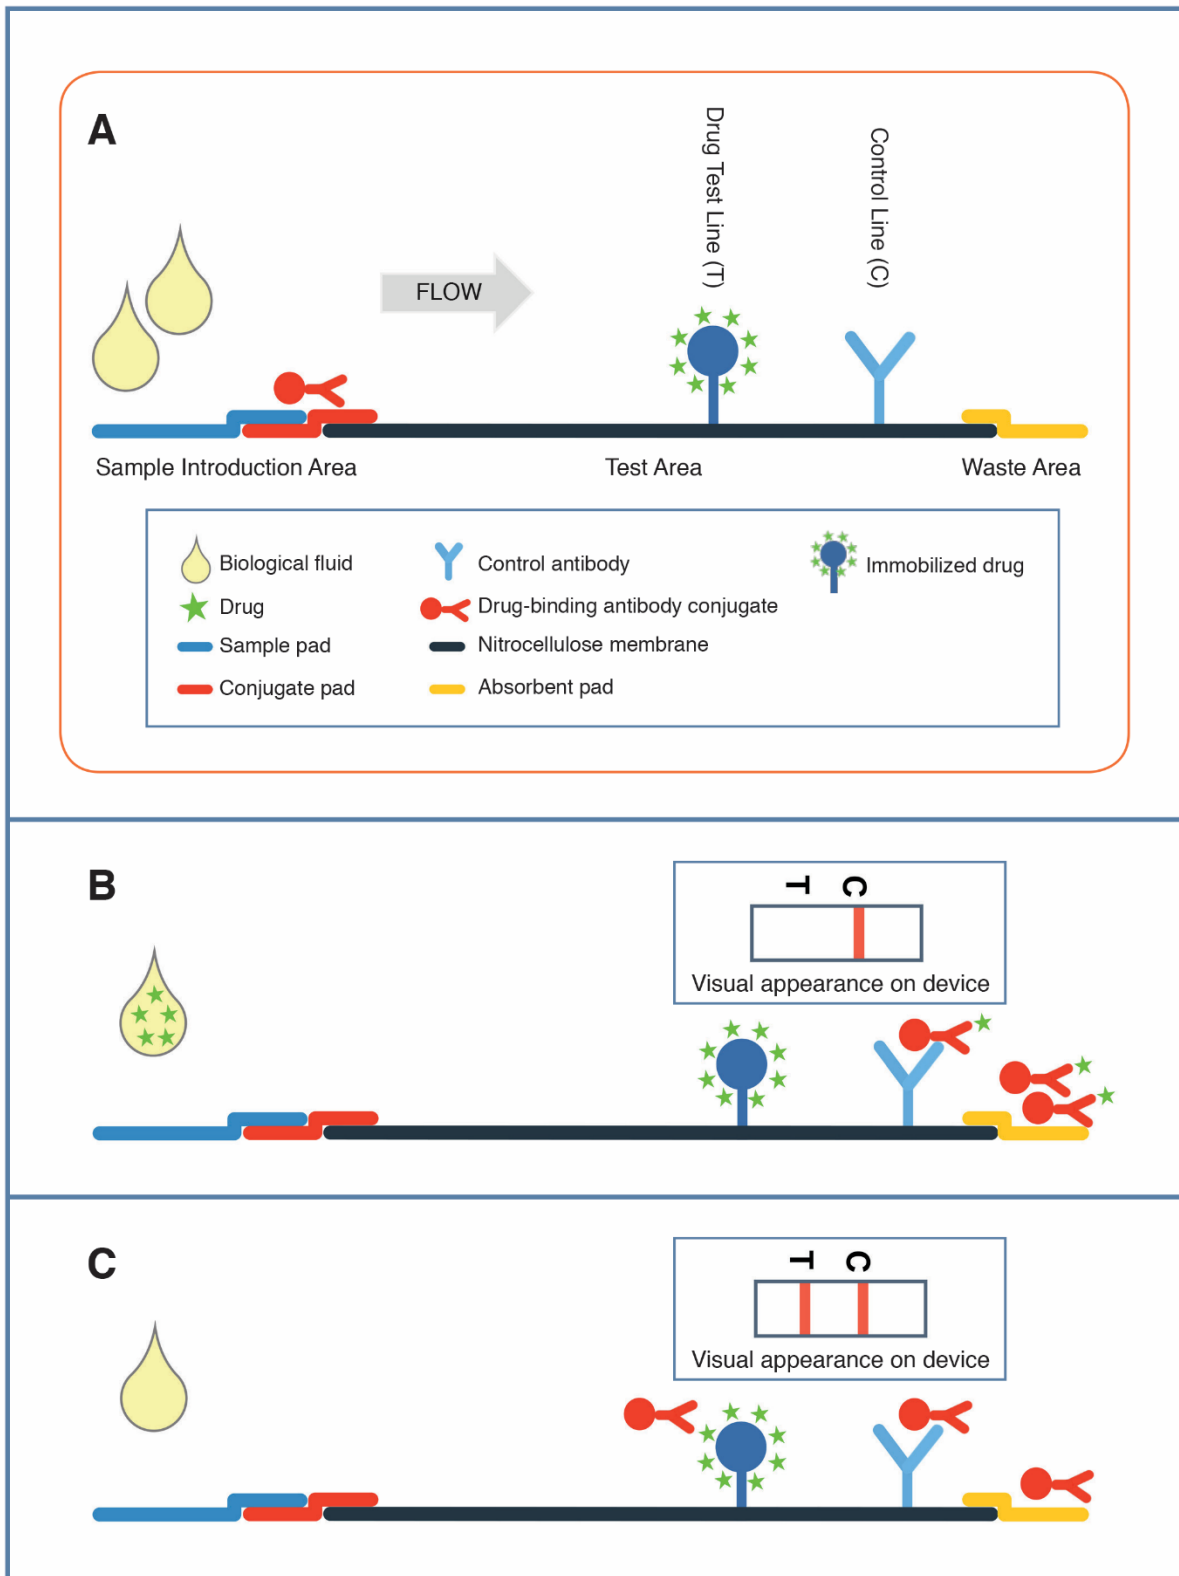 A
Drug Test Line (T)
Control Line (C)
FLOW
Sample Introduction Area
Test Area
Waste Area
Biological fluid
Control antibody
Immobilized drug
Drug
Drug-binding antibody conjugate
Sample pad
Nitrocellulose membrane
Conjugate pad
Absorbent pad
B
T C
Visual appearance on device
C
T C
Visual appearance on device